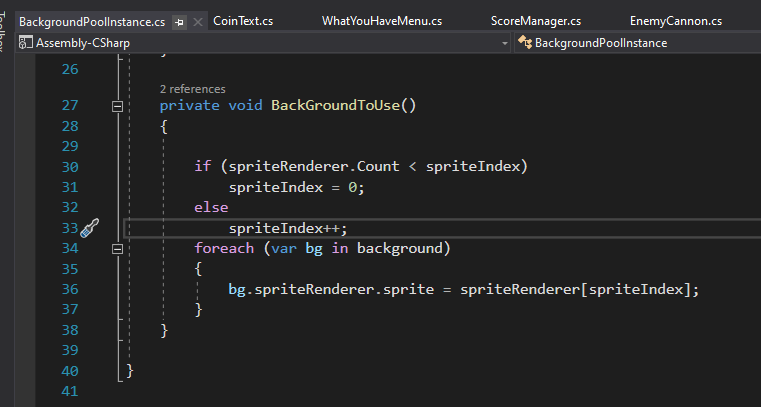 BackgroundPoolInstance.cs CoinText.cs WhatYouHaveMenu.cs ScoreManager.cs EnemyCannon.cs
Assembly-CSharp BackgroundPoolInstance
26
2 references
27 private void BackGroundToUse()
28 {
29
30 if (spriteRenderer.Count < spriteIndex)
31 spriteIndex = 0;
32 else
33 spriteIndex++;
34 foreach (var bg in background)
35 {
36 bg.spriteRenderer.sprite = spriteRenderer[spriteIndex];
37 }
38 }
39
40 }
41